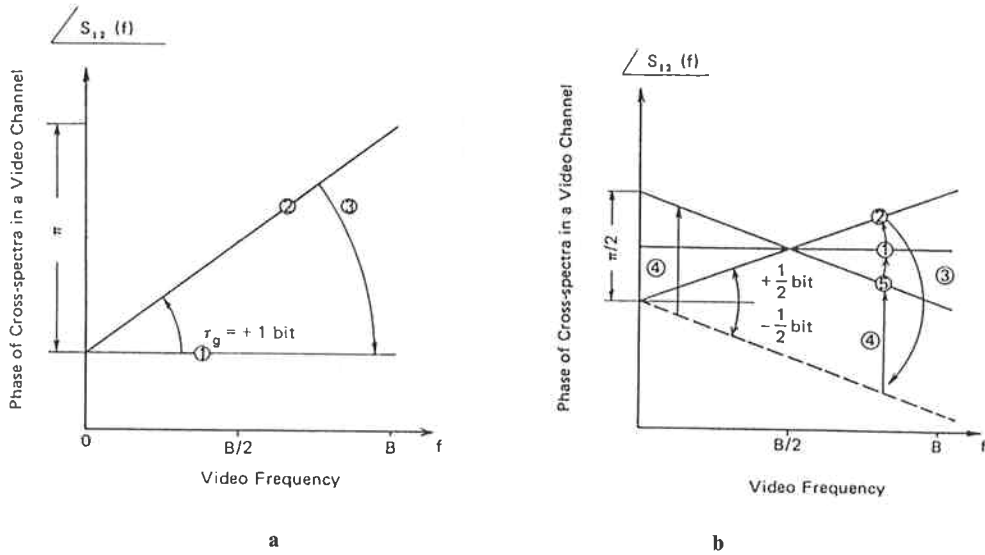 S₁₂ (f)
Phase of Cross-spectra in a Video Channel
π
②
③
τg = + 1 bit
①
0
B/2
B
f
Video Frequency
a
S₁₂ (f)
Phase of Cross-spectra in a Video Channel
π/2
②
①
④
③
+ 1/2 bit
⑤
− 1/2 bit
④
B/2
B
f
Video Frequency
b